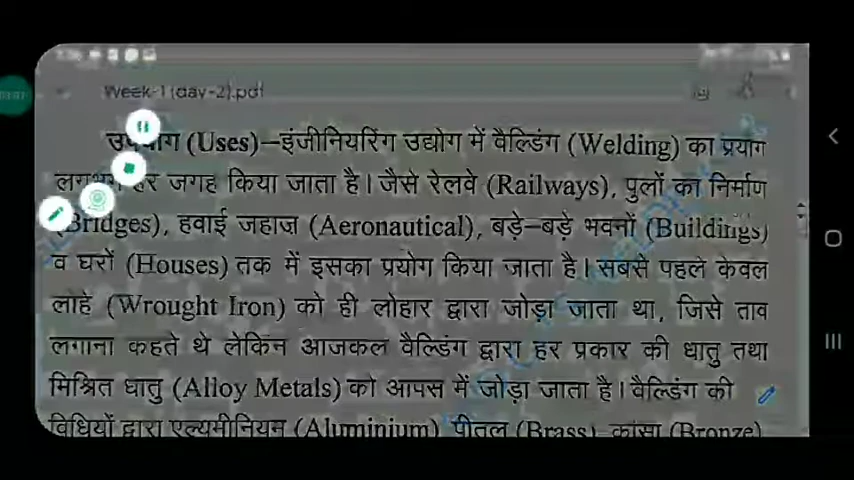 Week-1(day-2).pdf
उपयोग (Uses)–इंजीनियरिंग उद्योग में वैल्डिंग (Welding) का प्रयोग
लगभग हर जगह किया जाता है। जैसे रेलवे (Railways), पुलों का निर्माण
(Bridges), हवाई जहाज (Aeronautical), बड़े–बड़े भवनों (Buildings)
व घरों (Houses) तक में इसका प्रयोग किया जाता है। सबसे पहले केवल
लोहे (Wrought Iron) को ही लोहार द्वारा जोड़ा जाता था, जिसे ताव
लगाना कहते थे लेकिन आजकल वैल्डिंग द्वारा हर प्रकार की धातु तथा
मिश्रित धातु (Alloy Metals) को आपस में जोड़ा जाता है। वैल्डिंग की
विधियों द्वारा एल्यूमीनियम (Aluminium) पीतल (Brass) कांसा (Bronze)